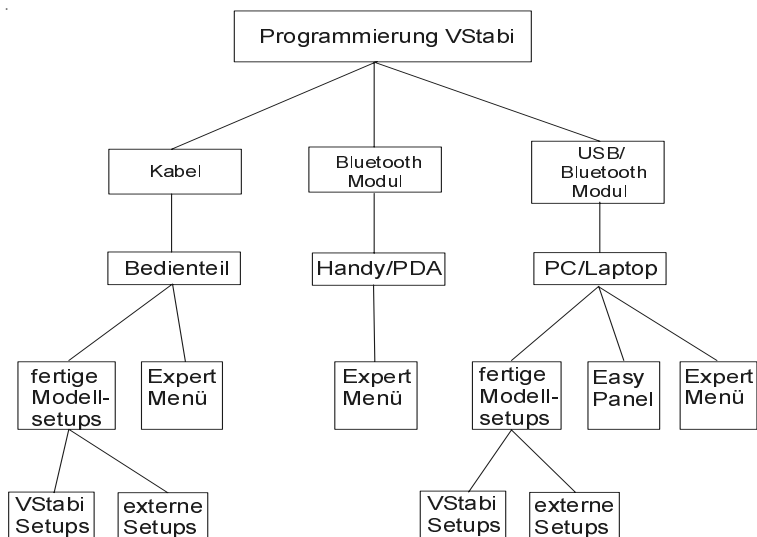 Programmierung VStabi
Kabel
Bluetooth
Modul
USB/
Bluetooth
Modul
Bedienteil
Handy/PDA
PC/Laptop
fertige
Modell-
setups
Expert
Menü
Expert
Menü
fertige
Modell-
setups
Easy
Panel
Expert
Menü
VStabi
Setups
externe
Setups
VStabi
Setups
externe
Setups